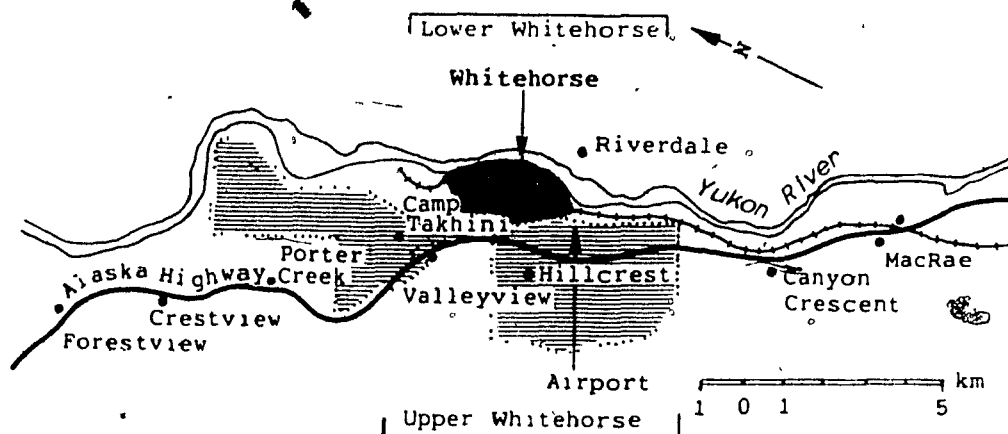 Lower Whitehorse
N
Whitehorse
Riverdale
Yukon River
Camp
Takhini
Porter
Creek
Alaska Highway
Hillcrest
MacRae
Valleyview
Canyon
Crescent
Crestview
Forestview
Airport
km
1 0 1 5
Upper Whitehorse